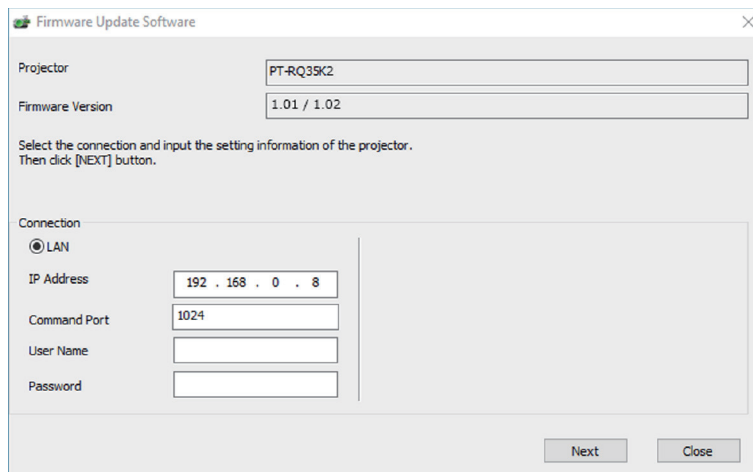 Firmware Update Software
Projector PT-RQ35K2
Firmware Version 1.01 / 1.02
Select the connection and input the setting information of the projector.
Then click [NEXT] button.
Connection
LAN
IP Address 192 . 168 . 0 . 8
Command Port 1024
User Name
Password
Next Close